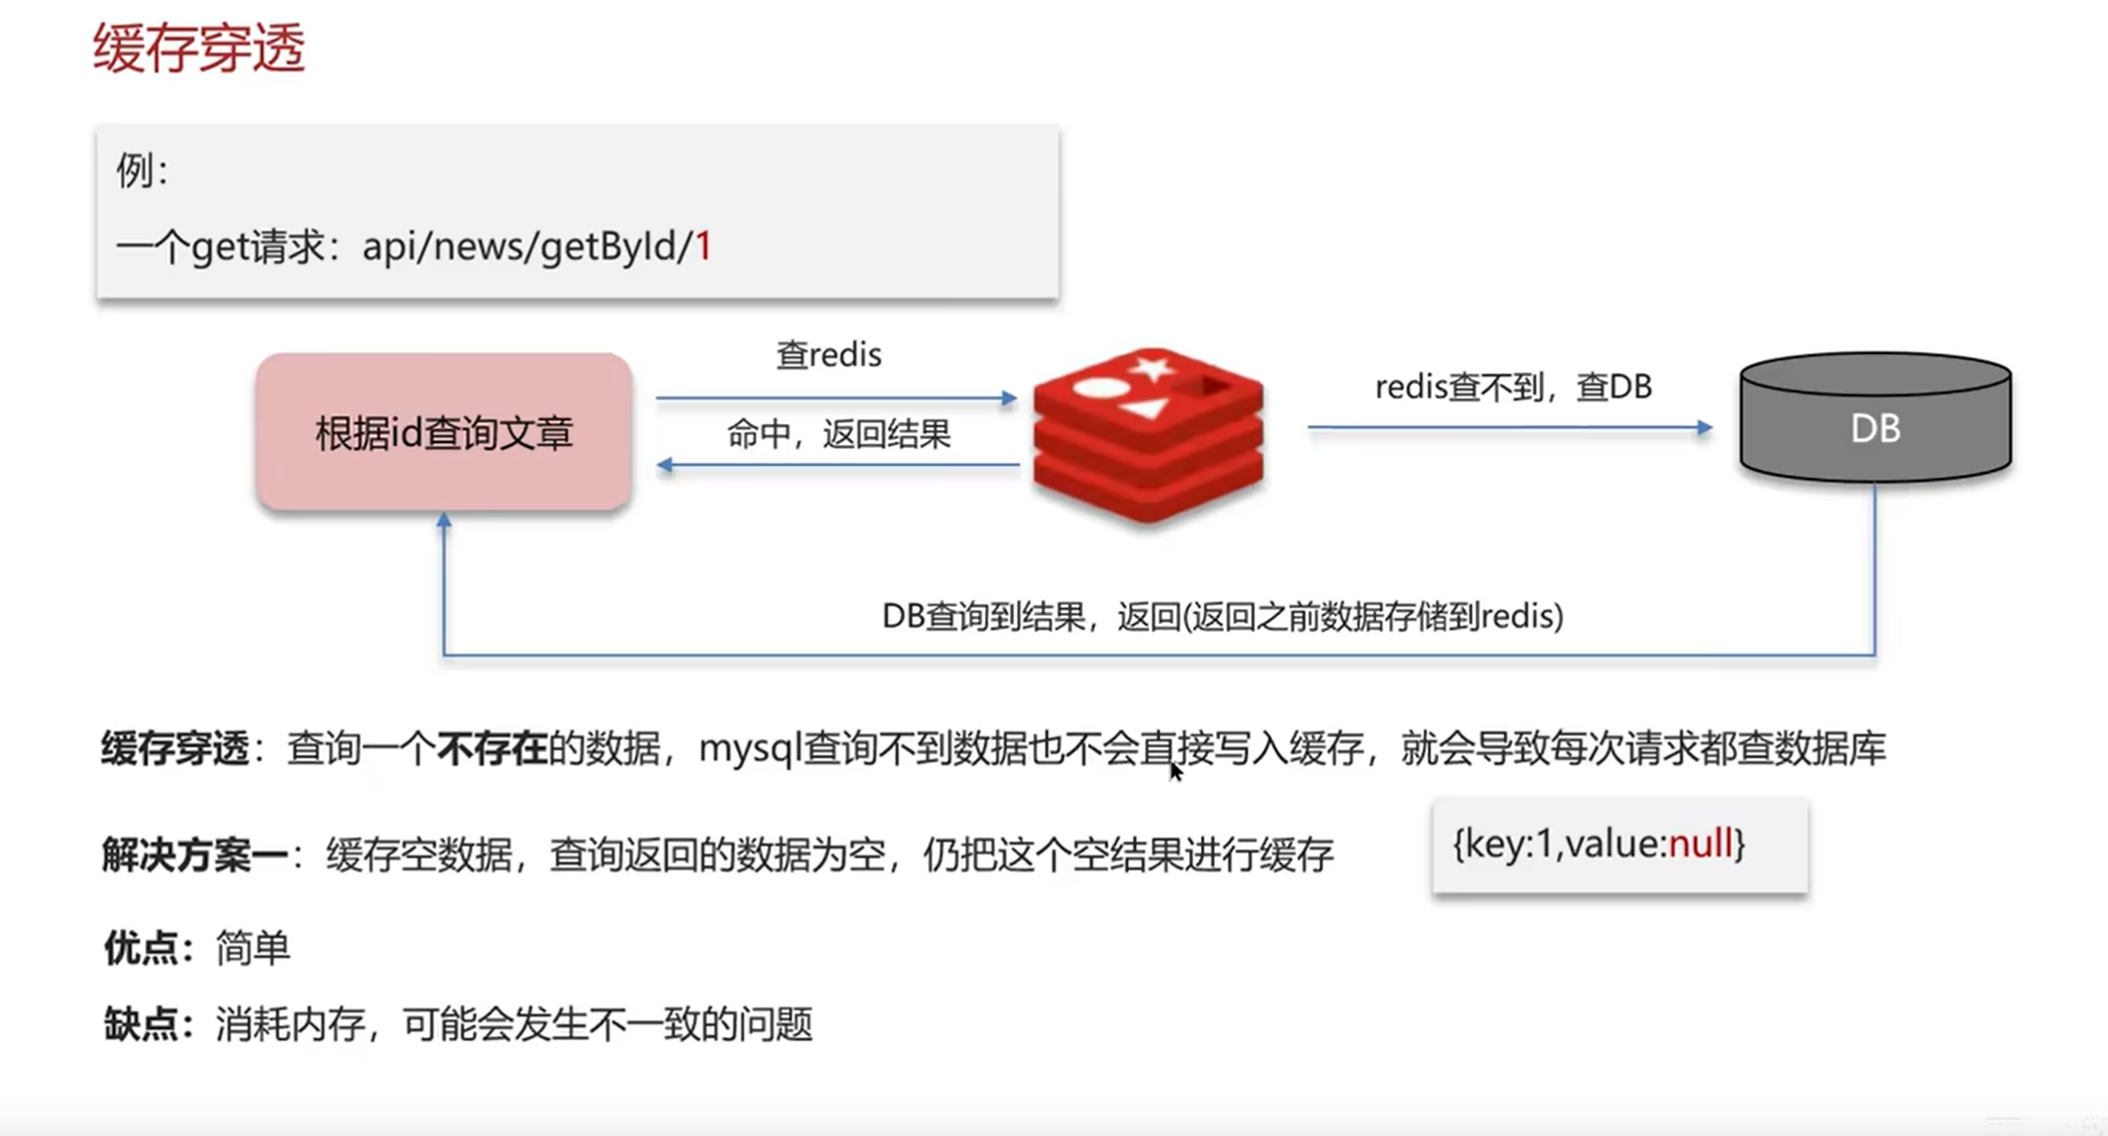 缓存穿透
例：
一个get请求：api/news/getById/1
查redis
redis查不到，查DB
根据id查询文章
命中，返回结果
DB
DB查询到结果，返回(返回之前数据存储到redis)
缓存穿透：查询一个不存在的数据，mysql查询不到数据也不会直接写入缓存，就会导致每次请求都查数据库
解决方案一：缓存空数据，查询返回的数据为空，仍把这个空结果进行缓存
{key:1,value:null}
优点：简单
缺点：消耗内存，可能会发生不一致的问题